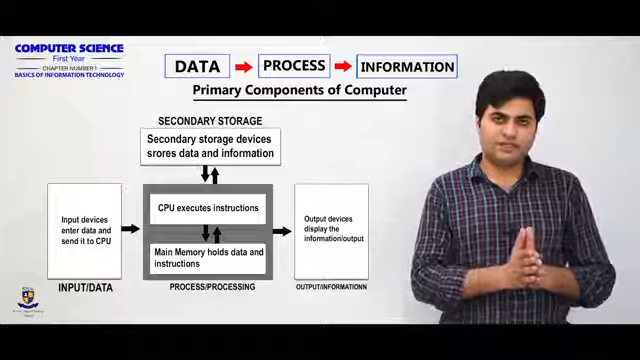 COMPUTER SCIENCE
First Year
CHAPTER NUMBER 1
BASICS OF INFORMATION TECHNOLOGY
DATA PROCESS INFORMATION
Primary Components of Computer
SECONDARY STORAGE
Secondary storage devices
srores data and information
Input devices
enter data and
send it to CPU
CPU executes instructions
Main Memory holds data and
instructions
Output devices
display the
information/output
INPUT/DATA
PROCESS/PROCESSING
OUTPUT/INFORMATIONN